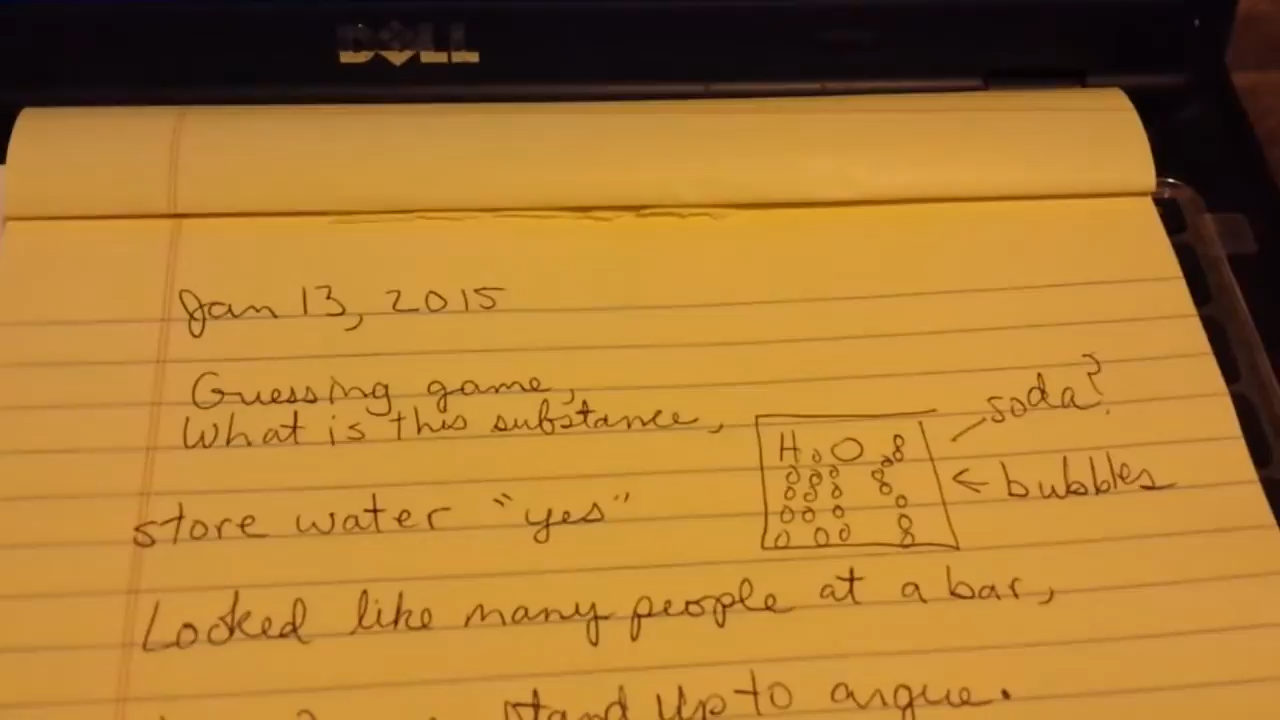 DELL
Jan 13, 2015
Guessing game,
What is this substance,
soda?
H2O
bubbles
store water "yes"
Looked like many people at a bar,
stand up to argue.